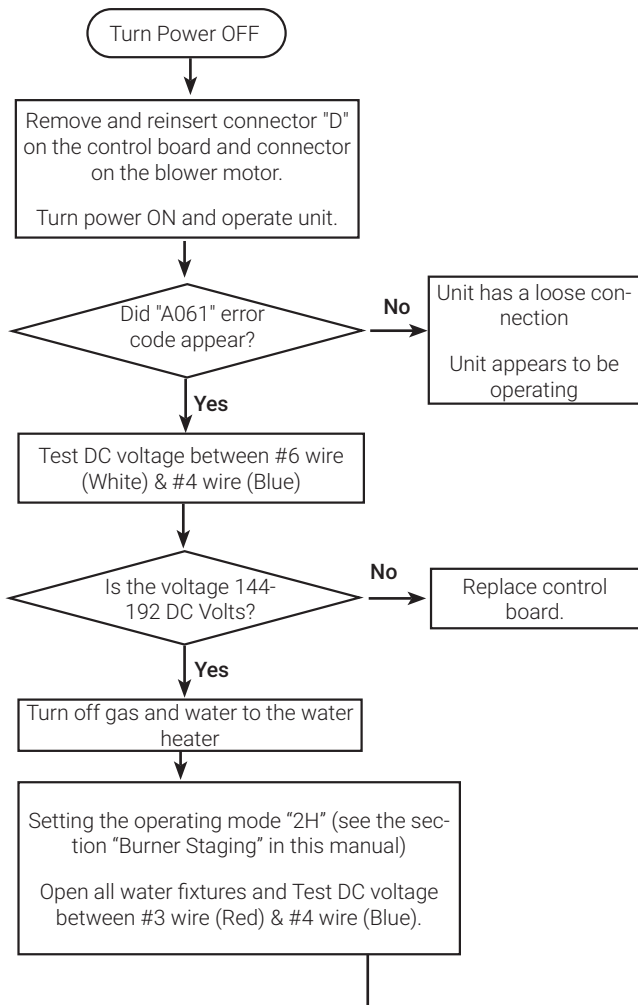 Turn Power OFF
Remove and reinsert connector "D"
on the control board and connector
on the blower motor.
Turn power ON and operate unit.
Did "A061" error
code appear?
No
Unit has a loose con-
nection
Unit appears to be
operating
Yes
Test DC voltage between #6 wire
(White) & #4 wire (Blue)
Is the voltage 144-
192 DC Volts?
No
Replace control
board.
Yes
Turn off gas and water to the water
heater
Setting the operating mode “2H” (see the sec-
tion “Burner Staging” in this manual)
Open all water fixtures and Test DC voltage
between #3 wire (Red) & #4 wire (Blue).